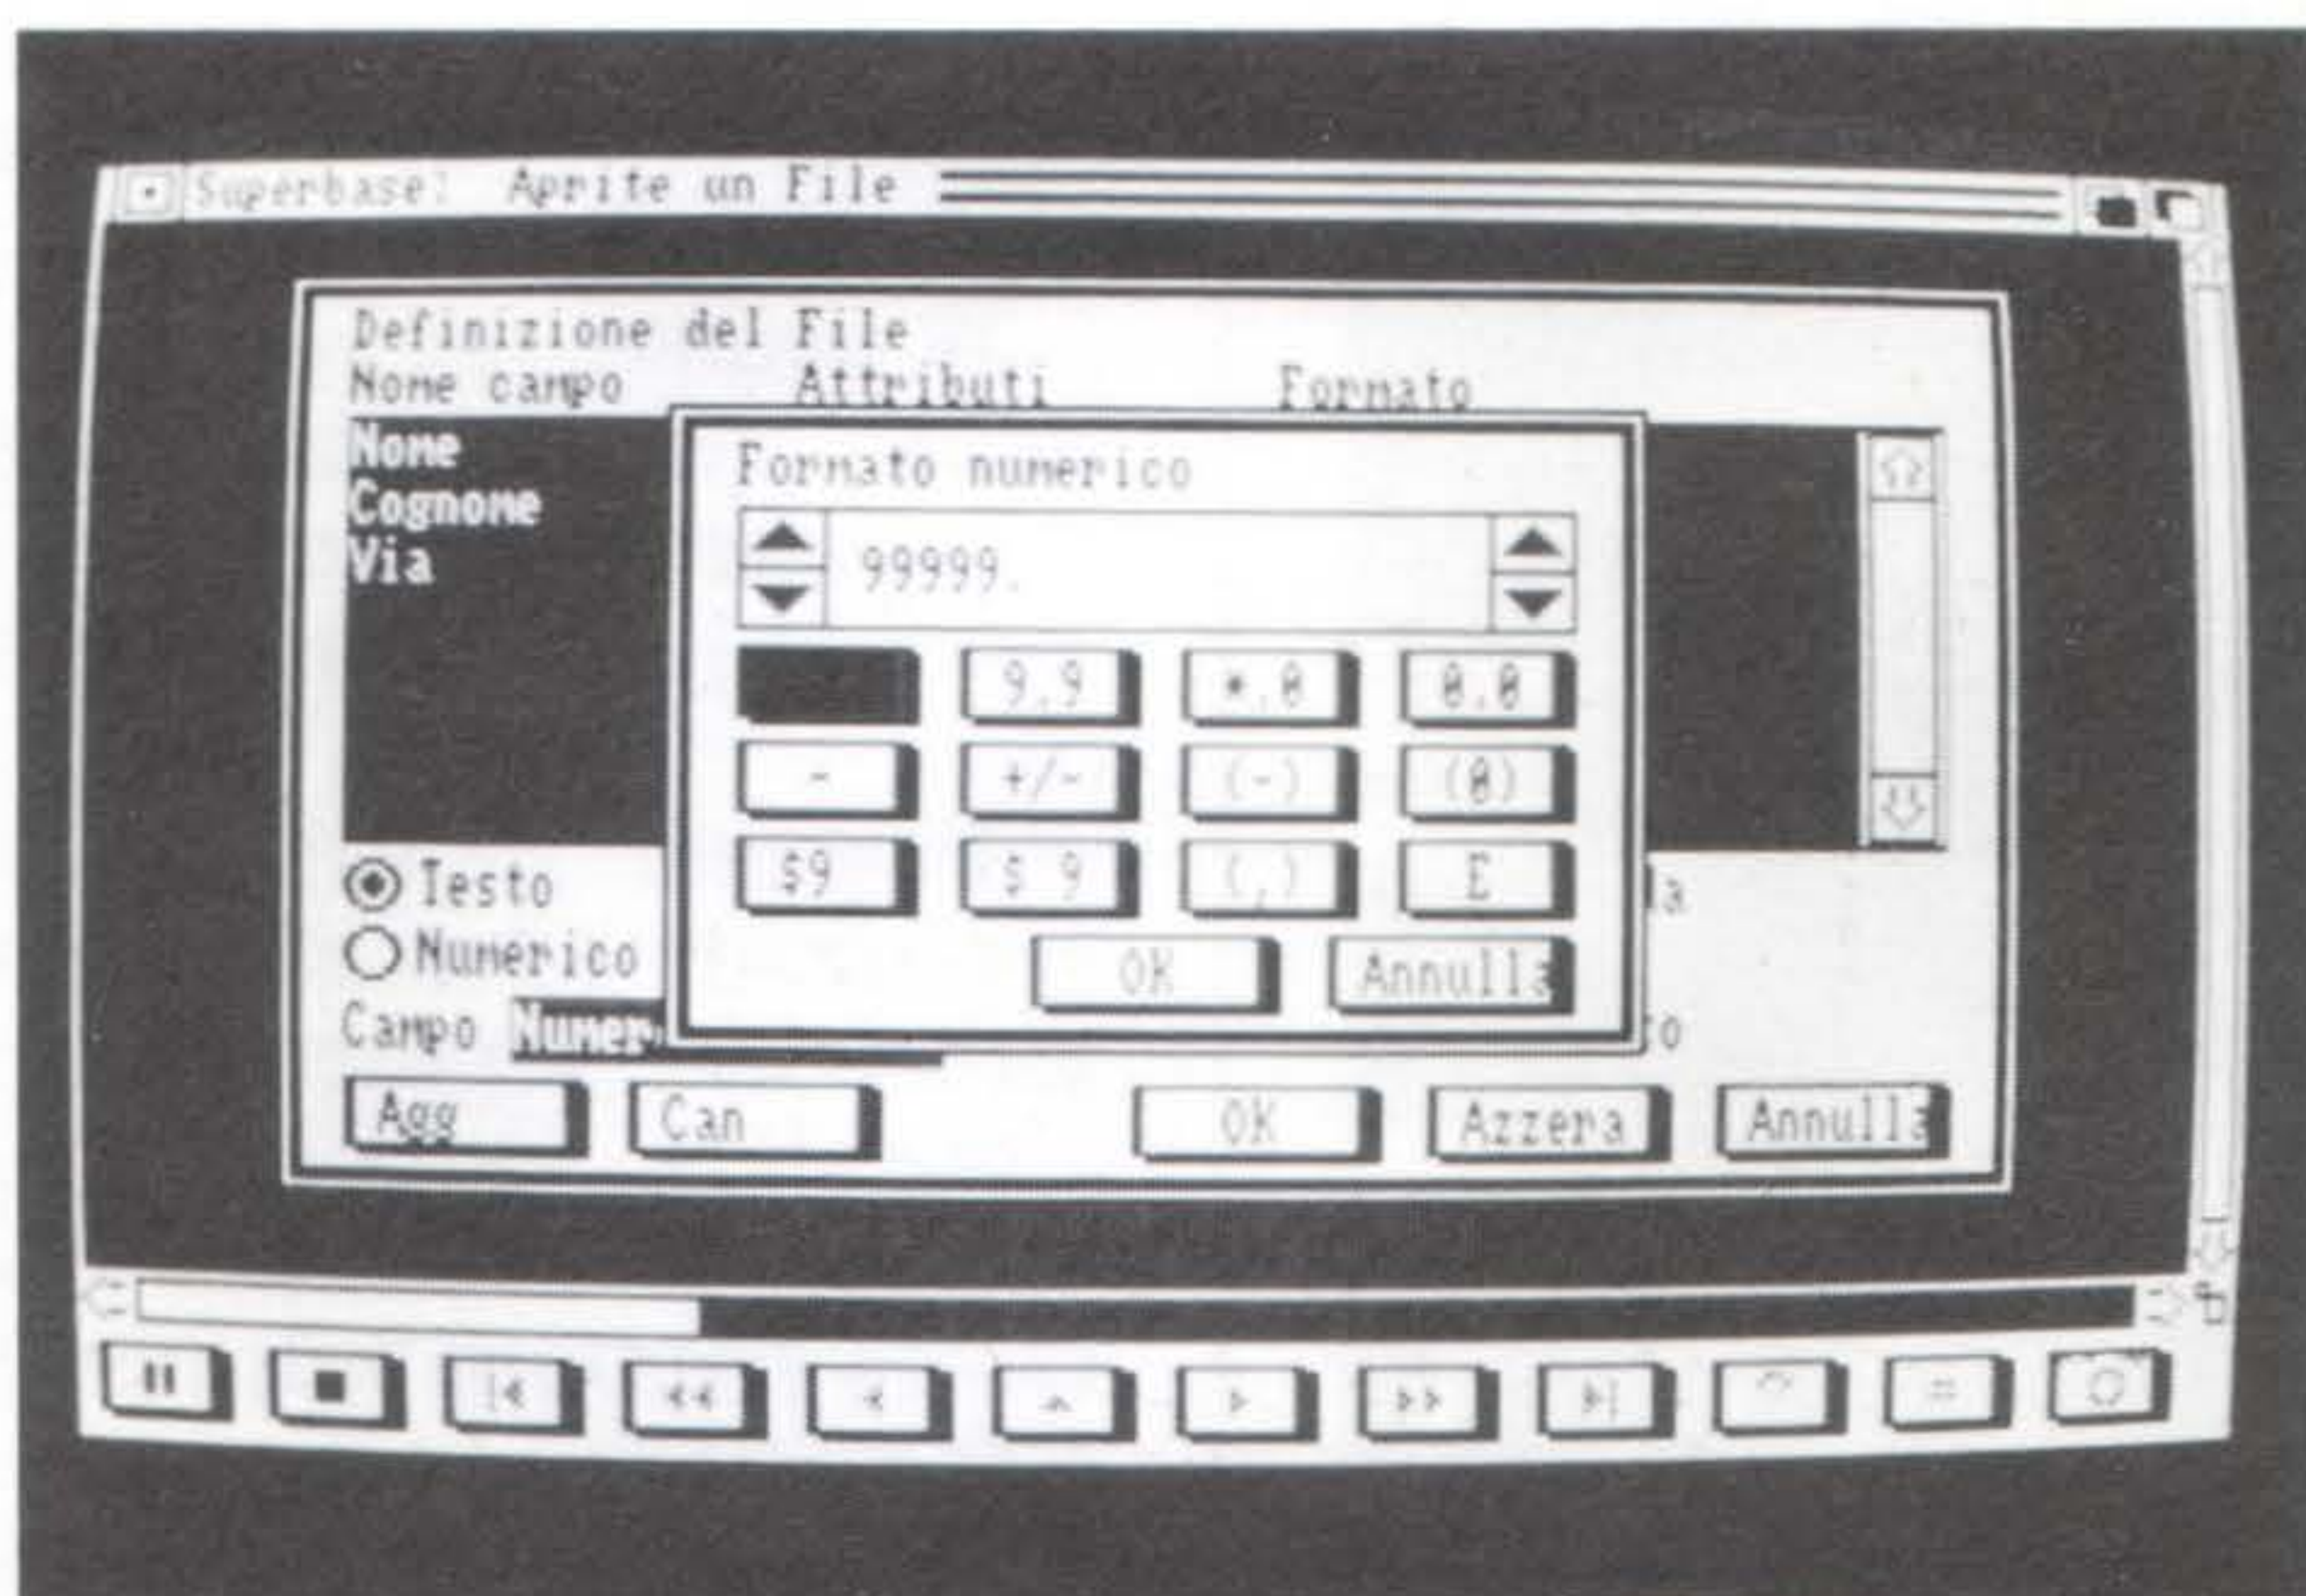 Superbase: Aprite un File
Definizione del File
Nome campo Attributi Formato
Nome
Cognome
Via
Formato numerico
99999.
9,9 *.0 0.0
- +/- (-) (0)
$9 $ 9 (,) E
OK Annulla
Testo
Numerico
Campo Numer
Agg Can OK Azzera Annulla